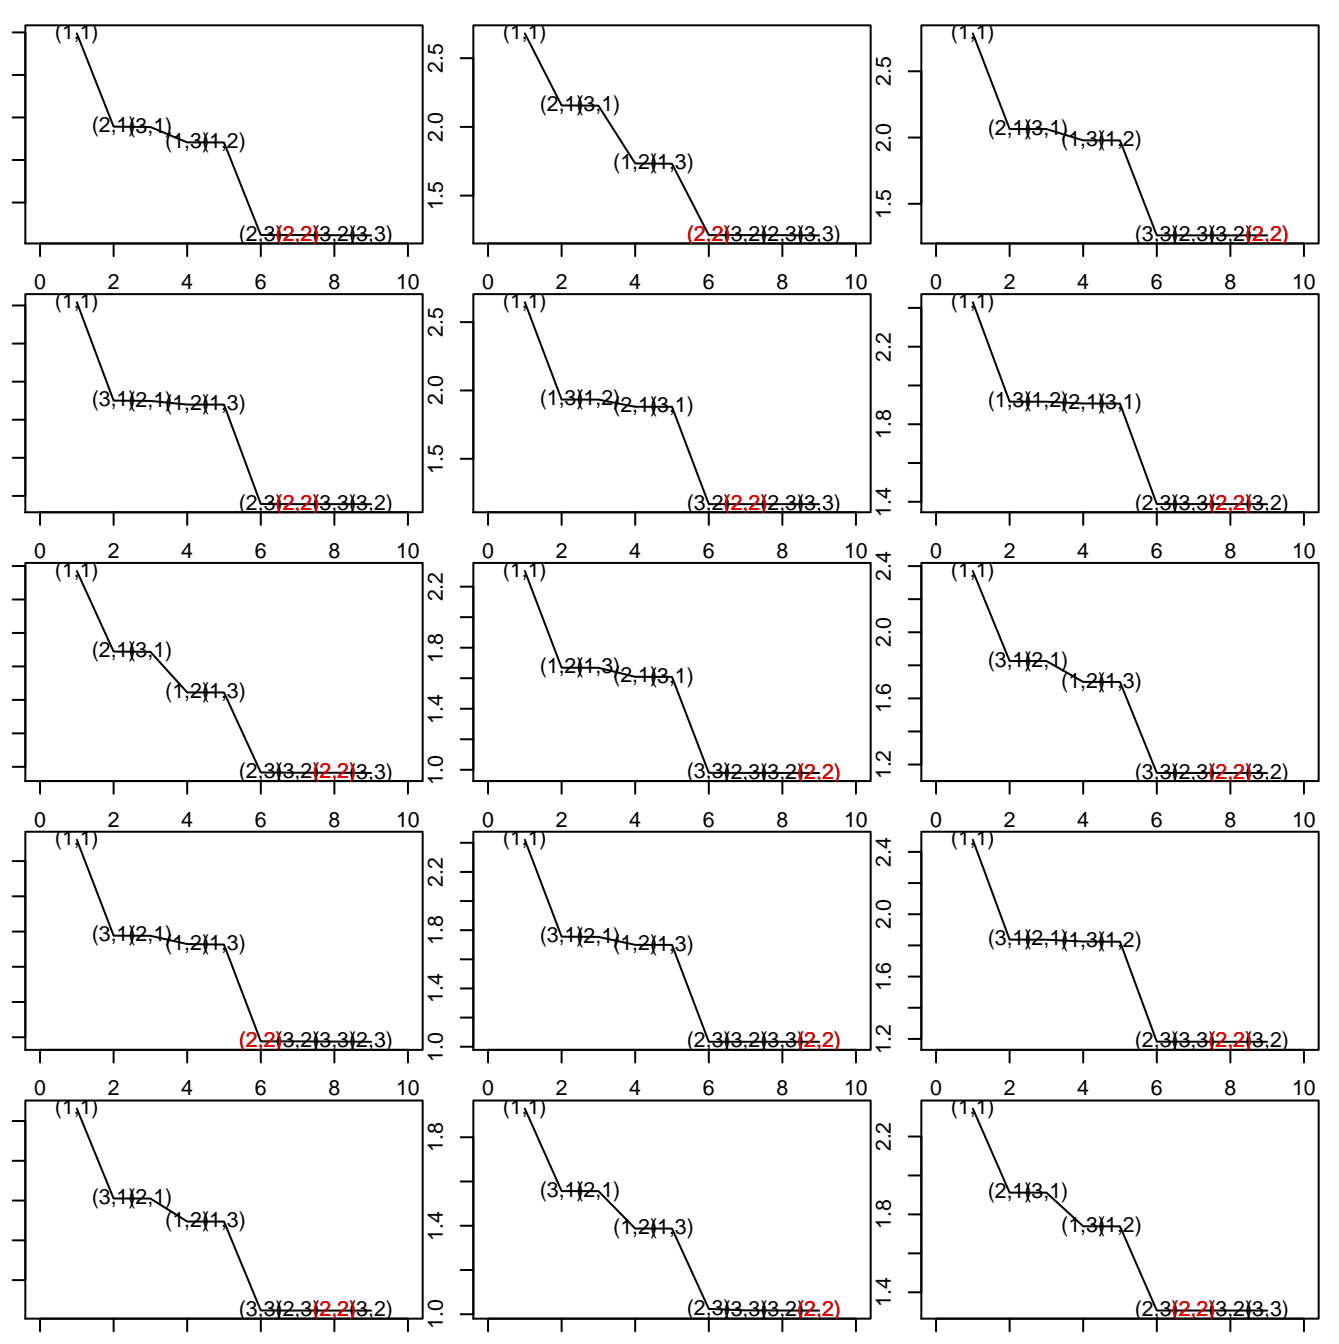 (1,1) (1,1) (1,1)
2.5 2.5
(2,1) (3,1) (2,1) (3,1) (2,1) (3,1)
2.0 2.0
(1,3) (1,2) (1,2) (1,3) (1,3) (1,2)
1.5 1.5
(2,3) (2,2) (3,2) (3,3) (2,2) (3,2) (2,3) (3,3) (3,3) (2,3) (3,2) (2,2)
0 2 4 6 8 10 0 2 4 6 8 10 0 2 4 6 8 10
(1,1) (1,1) (1,1)
2.5 2.2
(3,1) (2,1) (1,2) (1,3) (1,3) (1,2) (2,1) (3,1) (1,3) (1,2) (2,1) (3,1)
2.0 1.8
1.5 1.4
(2,3) (2,2) (3,3) (3,2) (3,2) (2,2) (2,3) (3,3) (2,3) (3,3) (2,2) (3,2)
0 2 4 6 8 10 0 2 4 6 8 10 0 2 4 6 8 10
(1,1) (1,1) (1,1)
2.2 2.4
(2,1) (3,1) (1,2) (1,3) (3,1) (2,1)
1.8 2.0
(1,2) (1,3) (2,1) (3,1) (1,2) (1,3)
1.4 1.6
1.0 1.2
(2,3) (3,2) (2,2) (3,3) (3,3) (2,3) (3,2) (2,2) (3,3) (2,3) (2,2) (3,2)
0 2 4 6 8 10 0 2 4 6 8 10 0 2 4 6 8 10
(1,1) (1,1) (1,1)
2.2 2.4
(3,1) (2,1) (3,1) (2,1) (3,1) (2,1) (1,3) (1,2)
1.8 2.0
(1,2) (1,3) (1,2) (1,3)
1.4 1.6
1.0 1.2
(2,2) (3,2) (3,3) (2,3) (2,3) (3,2) (3,3) (2,2) (2,3) (3,3) (2,2) (3,2)
0 2 4 6 8 10 0 2 4 6 8 10 0 2 4 6 8 10
(1,1) (1,1) (1,1)
1.8 2.2
(3,1) (2,1) (3,1) (2,1) (2,1) (3,1)
1.4 1.8
(1,2) (1,3) (1,2) (1,3) (1,3) (1,2)
1.0 1.4
(3,3) (2,3) (2,2) (3,2) (2,3) (3,3) (3,2) (2,2) (2,3) (2,2) (3,2) (3,3)